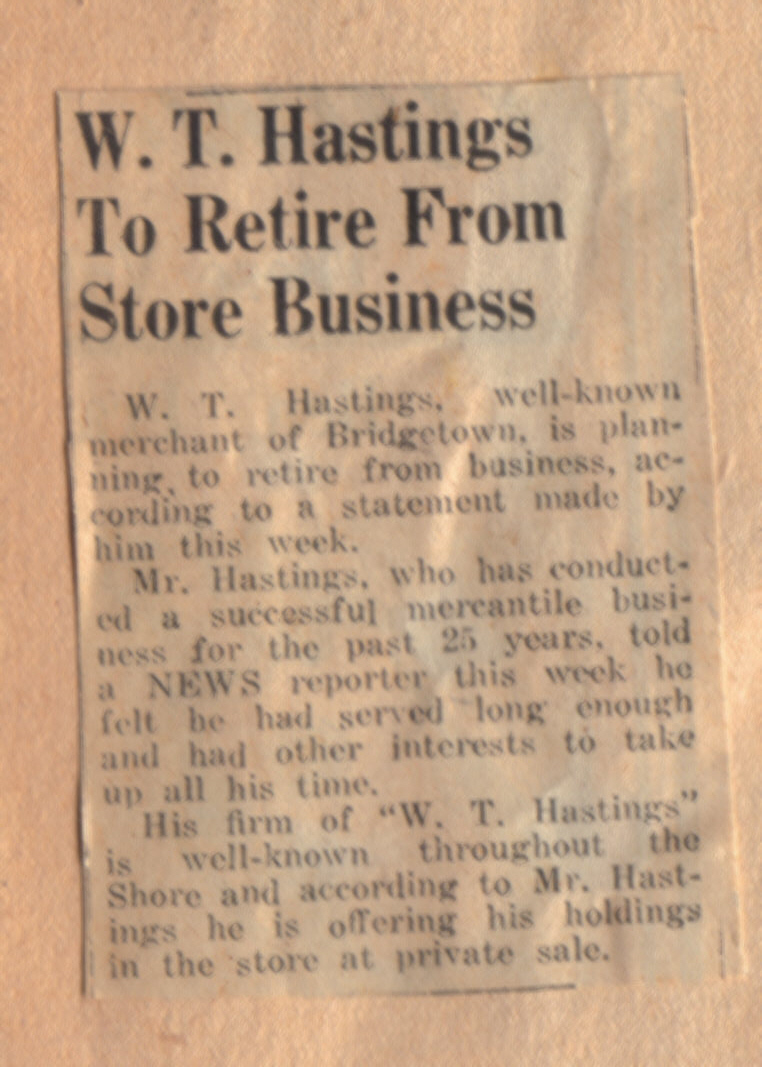 W. T. Hastings
To Retire From
Store Business
W. T. Hastings, well-known
merchant of Bridgetown, is plan-
ning to retire from business, ac-
cording to a statement made by
him this week.
Mr. Hastings, who has conduct-
ed a successful mercantile busi-
ness for the past 25 years, told
a NEWS reporter this week he
felt he had served long enough
and had other interests to take
up all his time.
His firm of "W. T. Hastings"
is well-known throughout the
Shore and according to Mr. Hast-
ings he is offering his holdings
in the store at private sale.